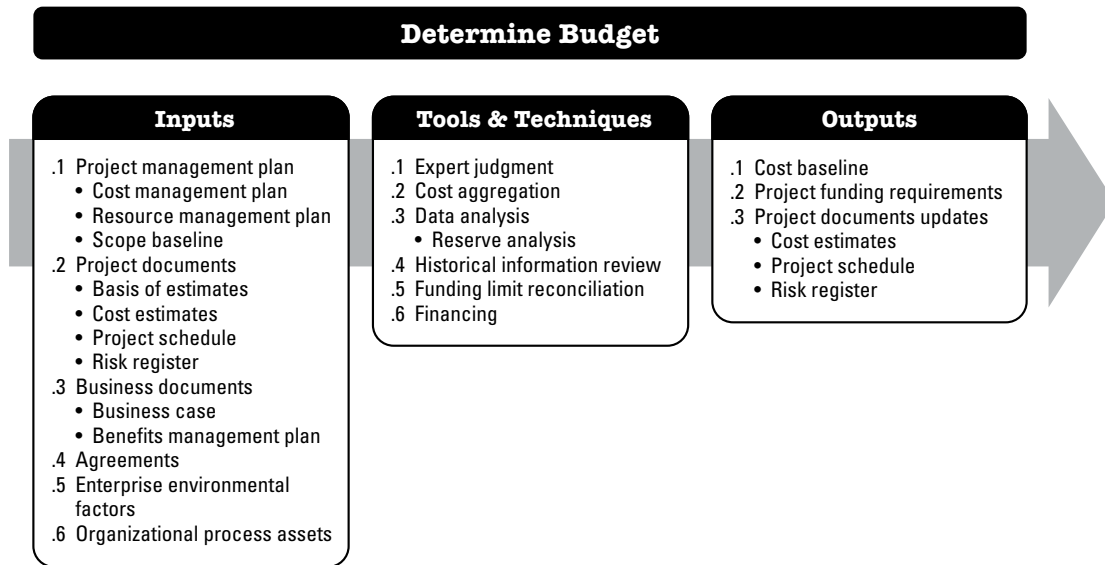 Determine Budget
Inputs
.1 Project management plan
• Cost management plan
• Resource management plan
• Scope baseline
.2 Project documents
• Basis of estimates
• Cost estimates
• Project schedule
• Risk register
.3 Business documents
• Business case
• Benefits management plan
.4 Agreements
.5 Enterprise environmental
factors
.6 Organizational process assets
Tools & Techniques
.1 Expert judgment
.2 Cost aggregation
.3 Data analysis
• Reserve analysis
.4 Historical information review
.5 Funding limit reconciliation
.6 Financing
Outputs
.1 Cost baseline
.2 Project funding requirements
.3 Project documents updates
• Cost estimates
• Project schedule
• Risk register